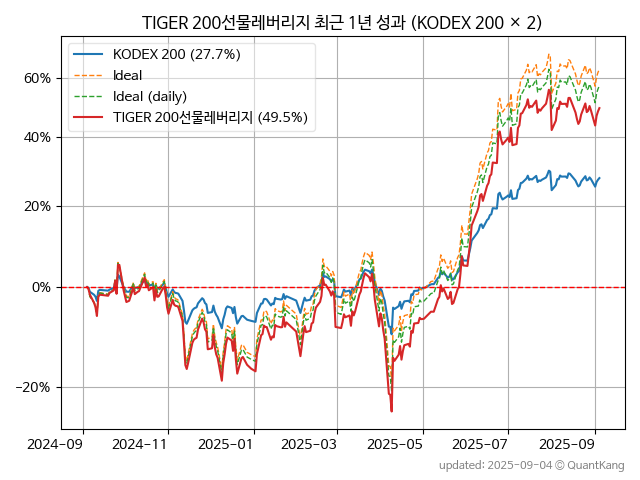 TIGER 200선물레버리지 최근 1년 성과 (KODEX 200 × 2)
KODEX 200 (27.7%)
Ideal
Ideal (daily)
TIGER 200선물레버리지 (49.5%)
60%
40%
20%
0%
−20%
2024-09 2024-11 2025-01 2025-03 2025-05 2025-07 2025-09
updated: 2025-09-04 © QuantKang